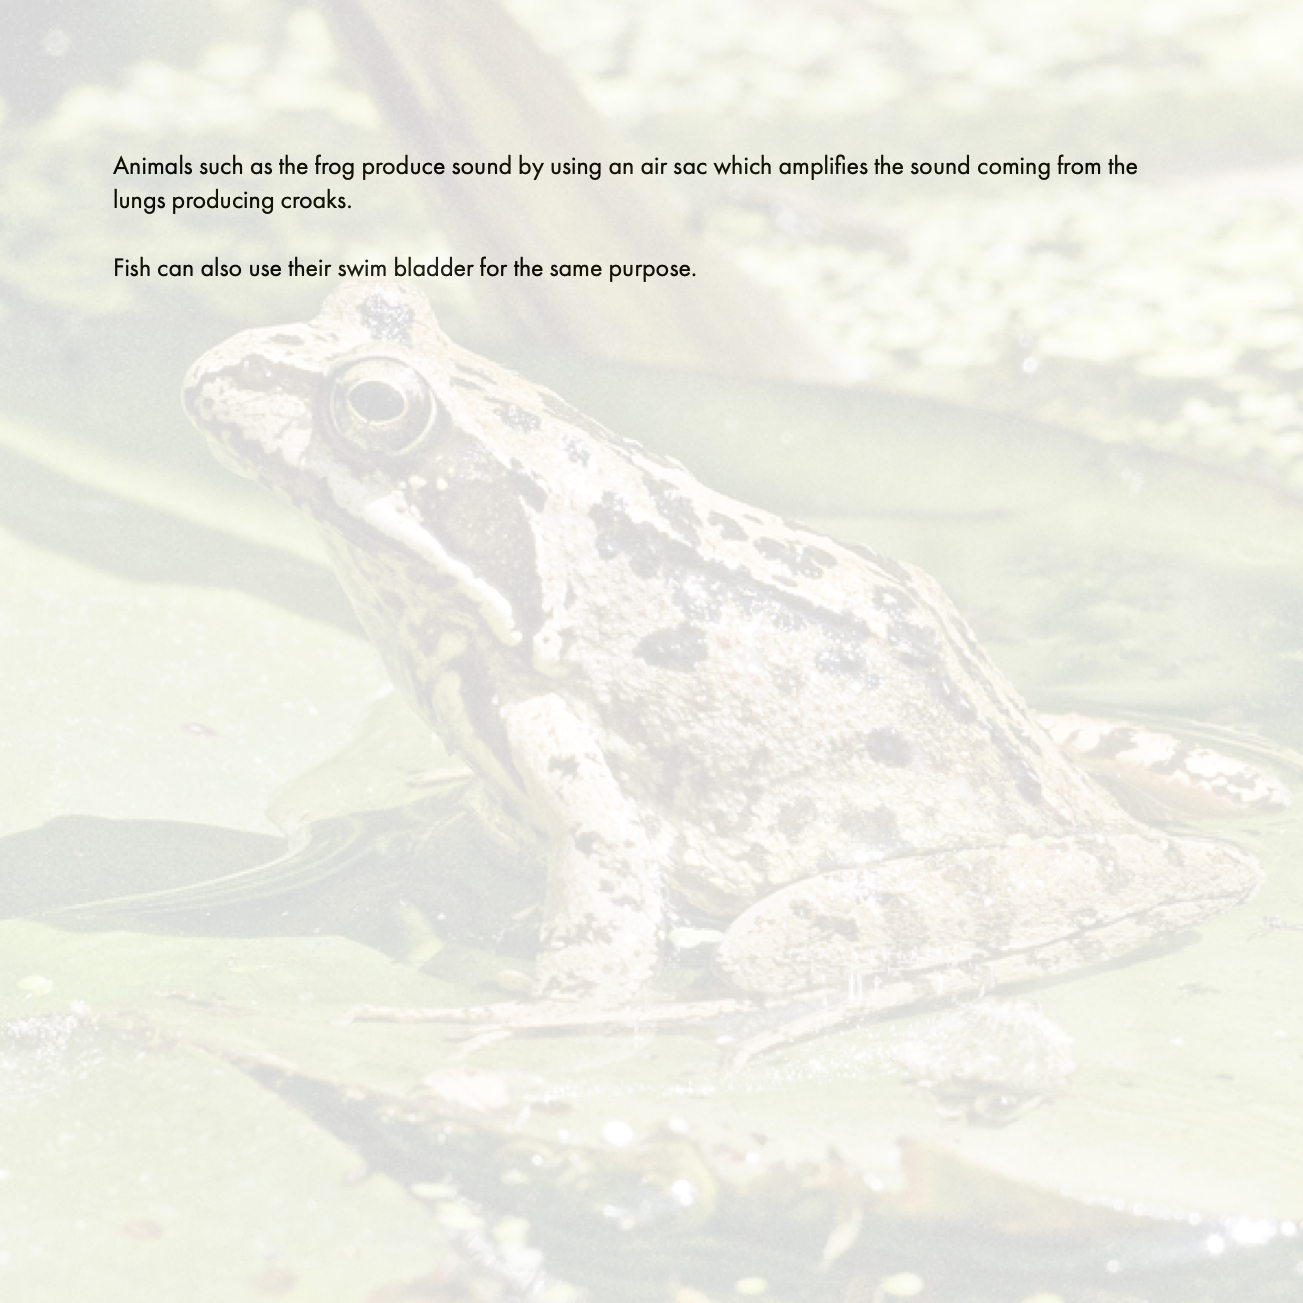 Animals such as the frog produce sound by using an air sac which amplifies the sound coming from the
lungs producing croaks.
Fish can also use their swim bladder for the same purpose.